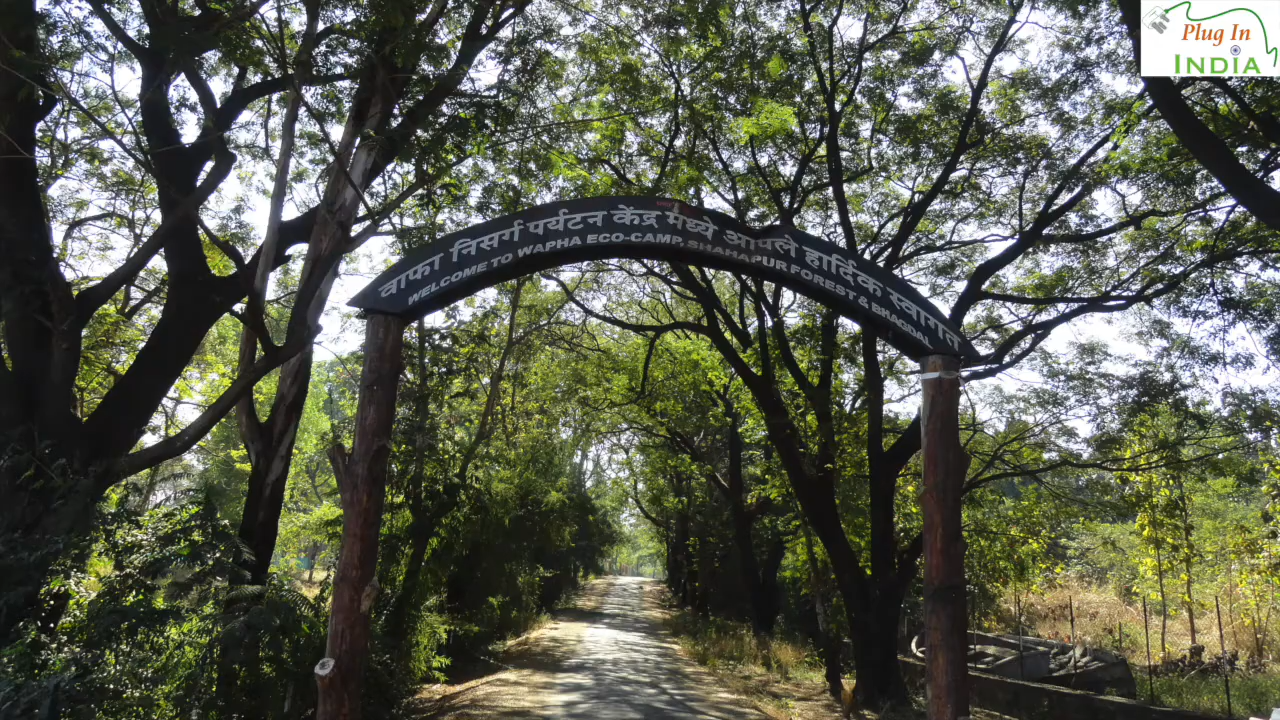 वाफा निसर्ग पर्यटन केंद्र मध्ये आपले हार्दिक स्वागत
WELCOME TO WAPHA ECO-CAMP, SHAHAPUR FOREST & BHAGDAL
Plug In
INDIA